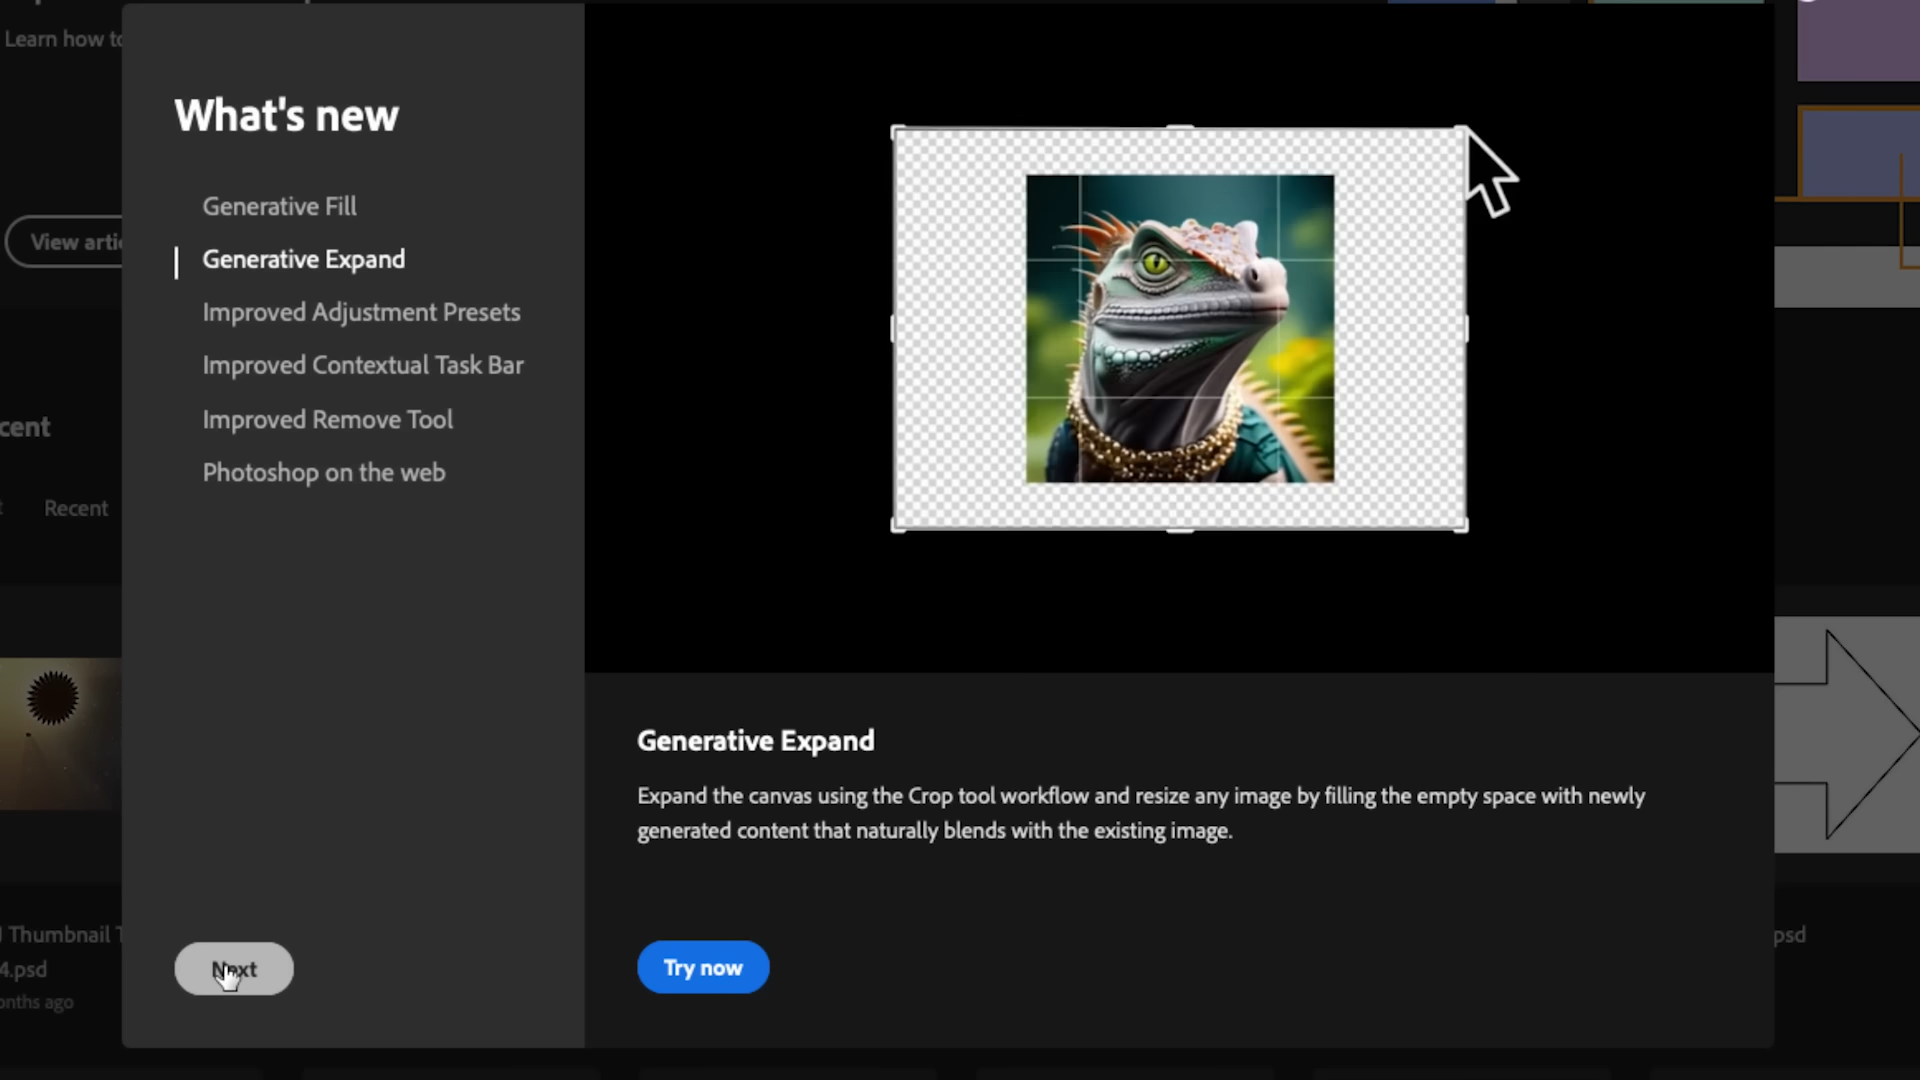 Learn how to
View artic
cent
Recent
Thumbnail T
4.psd
onths ago
What's new
Generative Fill
Generative Expand
Improved Adjustment Presets
Improved Contextual Task Bar
Improved Remove Tool
Photoshop on the web
Next
Generative Expand
Expand the canvas using the Crop tool workflow and resize any image by filling the empty space with newly
generated content that naturally blends with the existing image.
Try now
psd